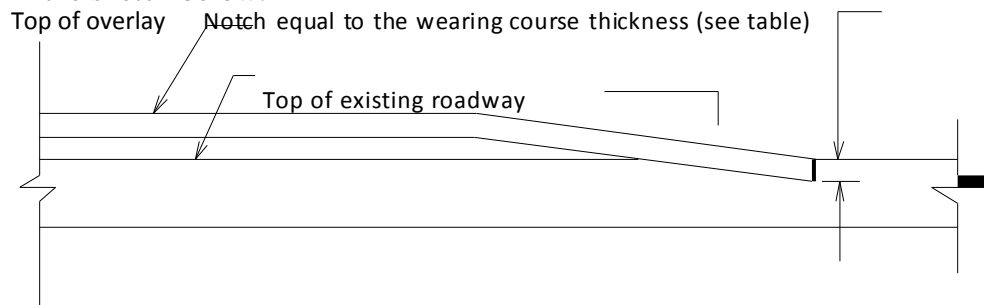 Top of overlay Notch equal to the wearing course thickness (see table)
Top of existing roadway